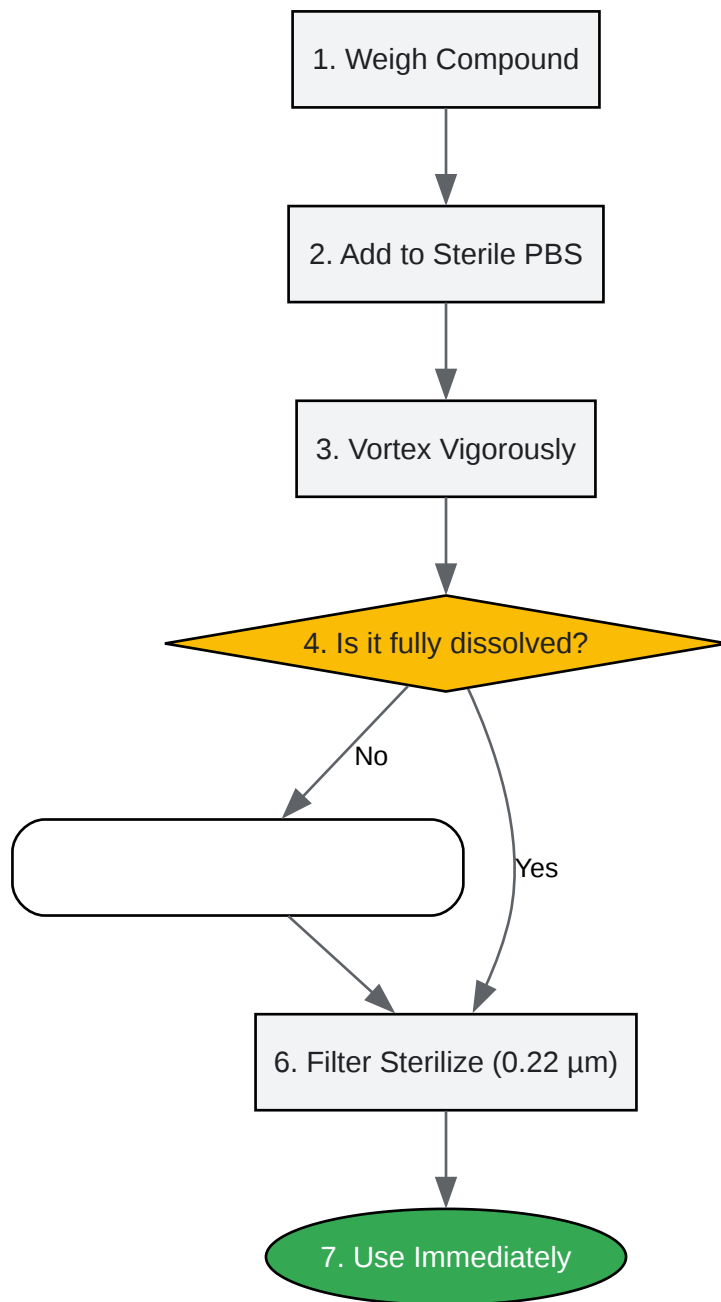 1. Weigh Compound
2. Add to Sterile PBS
3. Vortex Vigorously
4. Is it fully dissolved?
No
Yes
6. Filter Sterilize (0.22 µm)
7. Use Immediately